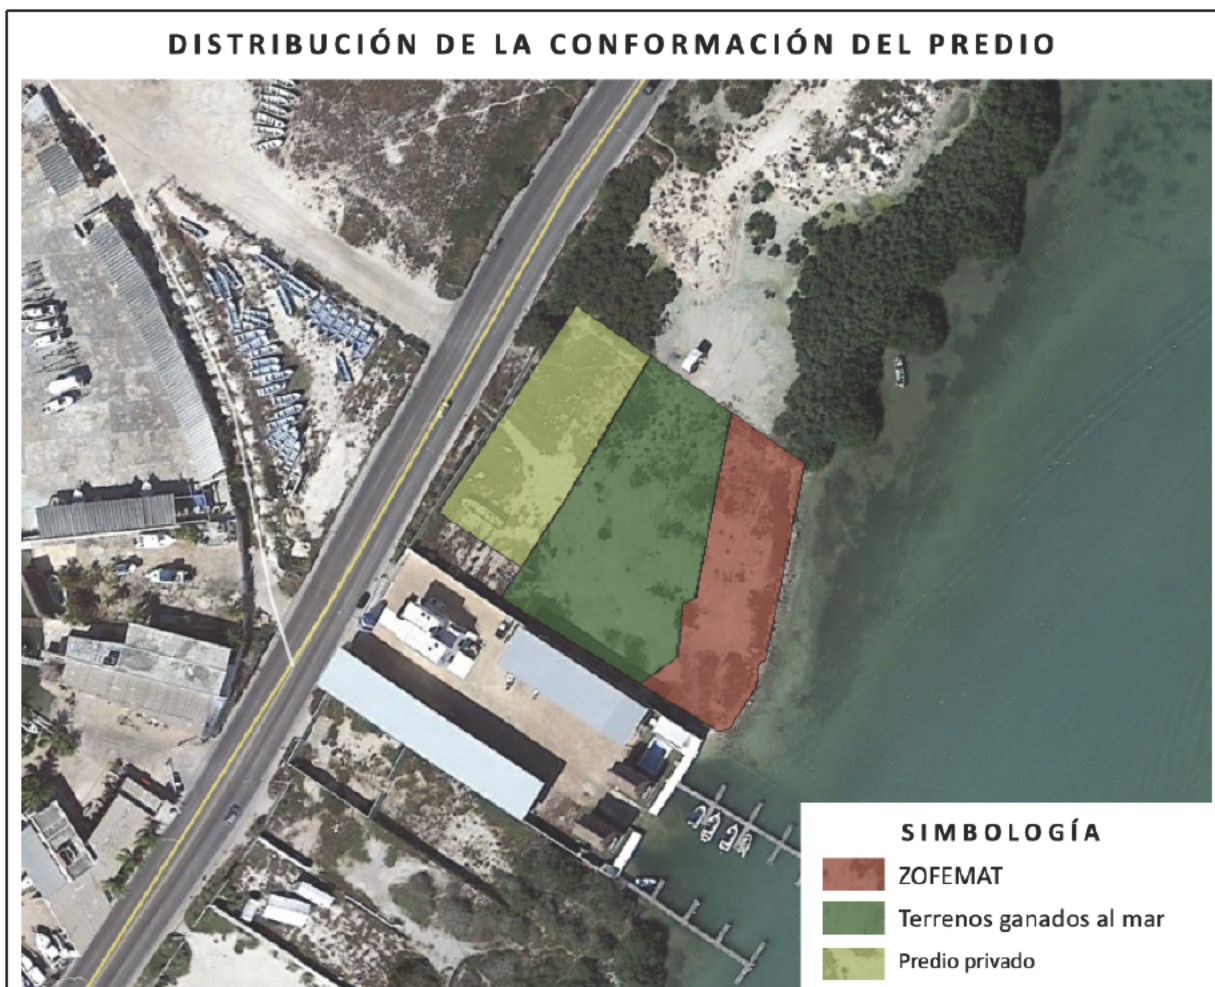 DISTRIBUCIÓN DE LA CONFORMACIÓN DEL PREDIO
SIMBOLOGÍA
ZOFEMAT
Terrenos ganados al mar
Predio privado